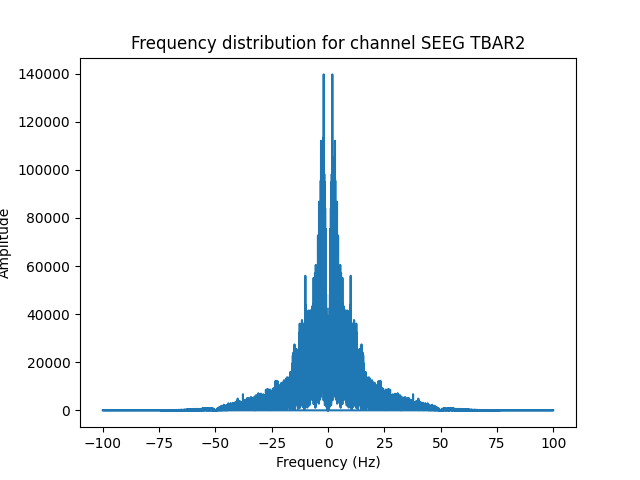 Frequency distribution for channel SEEG TBAR2
140000
120000
100000
80000
60000
40000
20000
0
Amplitude
−100 −75 −50 −25 0 25 50 75 100
Frequency (Hz)